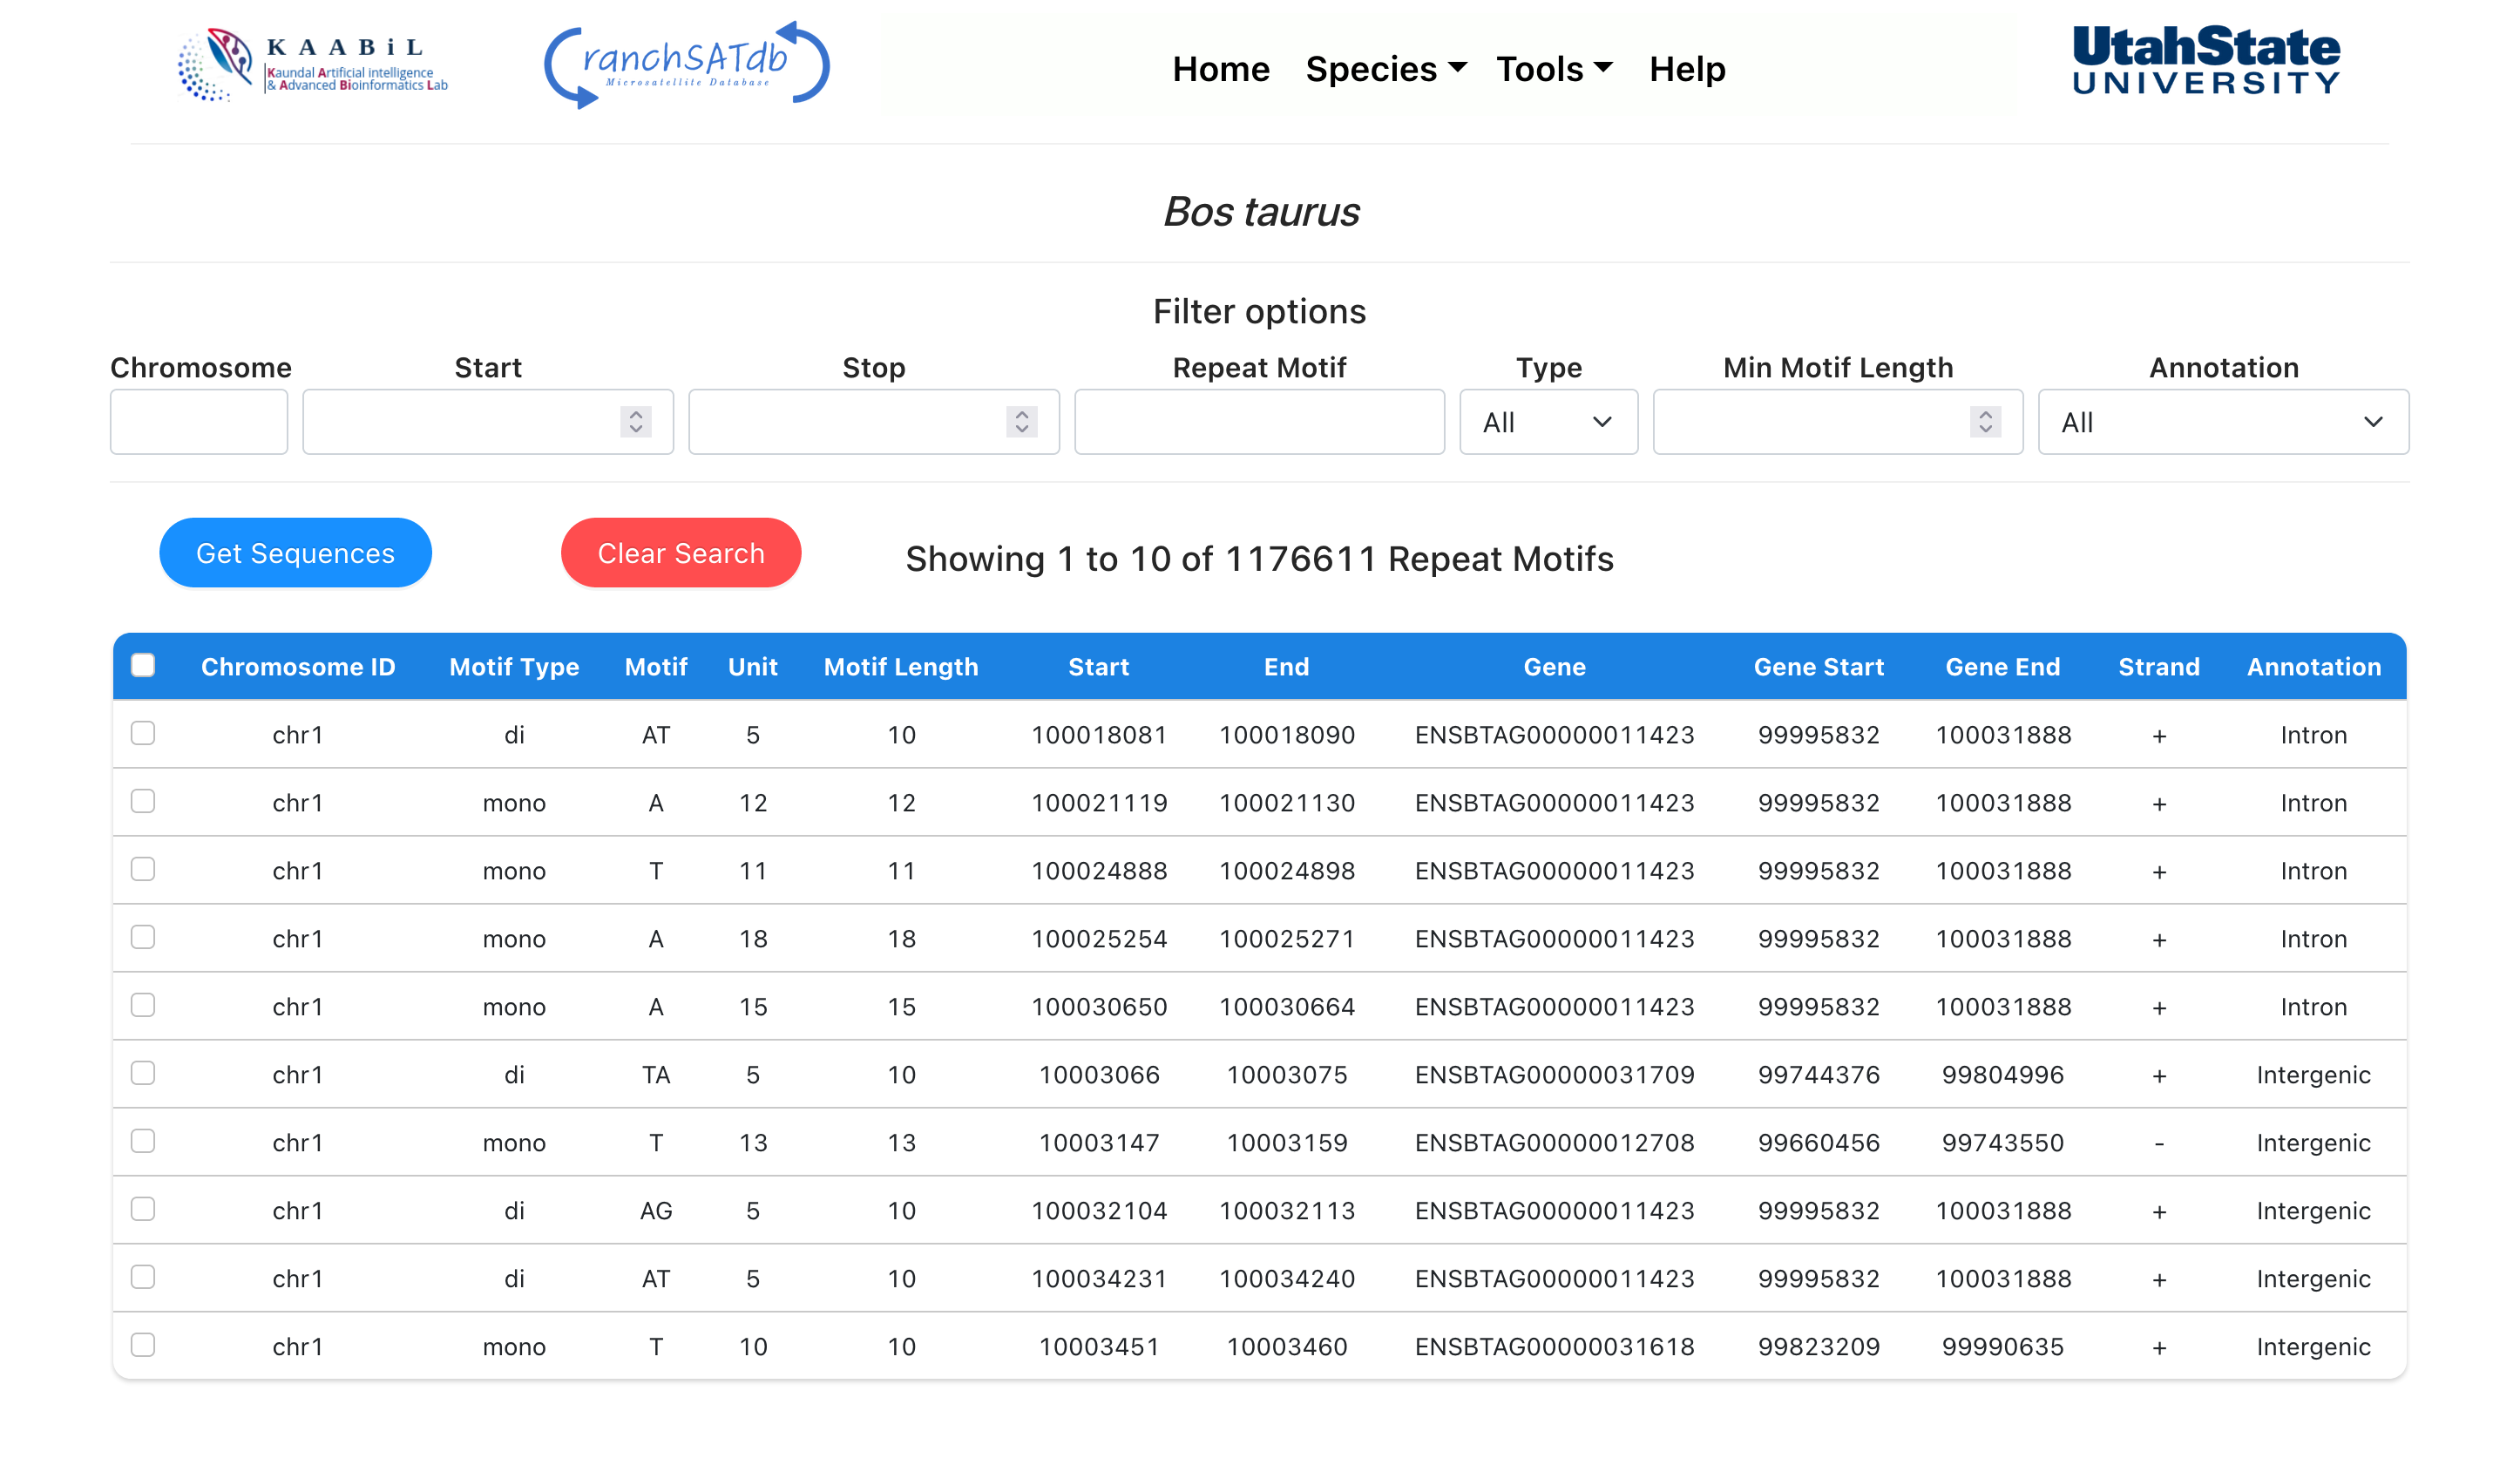 KAABiL
Kaundal Artificial intelligence
& Advanced Bioinformatics Lab
ranchSATdb
Microsatellite Database
Home Species Tools Help
UtahState
UNIVERSITY
Bos taurus
Filter options
Chromosome Start Stop Repeat Motif Type Min Motif Length Annotation
All All
Get Sequences Clear Search Showing 1 to 10 of 1176611 Repeat Motifs
Chromosome ID Motif Type Motif Unit Motif Length Start End Gene Gene Start Gene End Strand Annotation
chr1 di AT 5 10 100018081 100018090 ENSBTAG00000011423 99995832 100031888 + Intron
chr1 mono A 12 12 100021119 100021130 ENSBTAG00000011423 99995832 100031888 + Intron
chr1 mono T 11 11 100024888 100024898 ENSBTAG00000011423 99995832 100031888 + Intron
chr1 mono A 18 18 100025254 100025271 ENSBTAG00000011423 99995832 100031888 + Intron
chr1 mono A 15 15 100030650 100030664 ENSBTAG00000011423 99995832 100031888 + Intron
chr1 di TA 5 10 10003066 10003075 ENSBTAG00000031709 99744376 99804996 + Intergenic
chr1 mono T 13 13 10003147 10003159 ENSBTAG00000012708 99660456 99743550 - Intergenic
chr1 di AG 5 10 100032104 100032113 ENSBTAG00000011423 99995832 100031888 + Intergenic
chr1 di AT 5 10 100034231 100034240 ENSBTAG00000011423 99995832 100031888 + Intergenic
chr1 mono T 10 10 10003451 10003460 ENSBTAG00000031618 99823209 99990635 + Intergenic